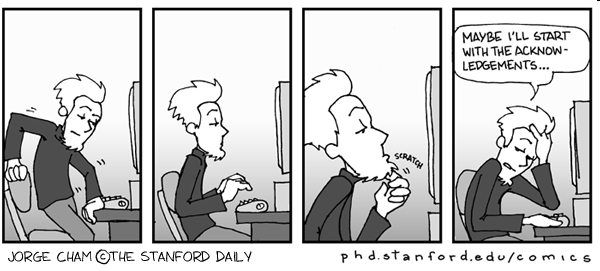 MAYBE I'LL START
WITH THE ACKNOW-
LEDGEMENTS...
SCRATCH
JORGE CHAM ©THE STANFORD DAILY
phd.stanford.edu/comics